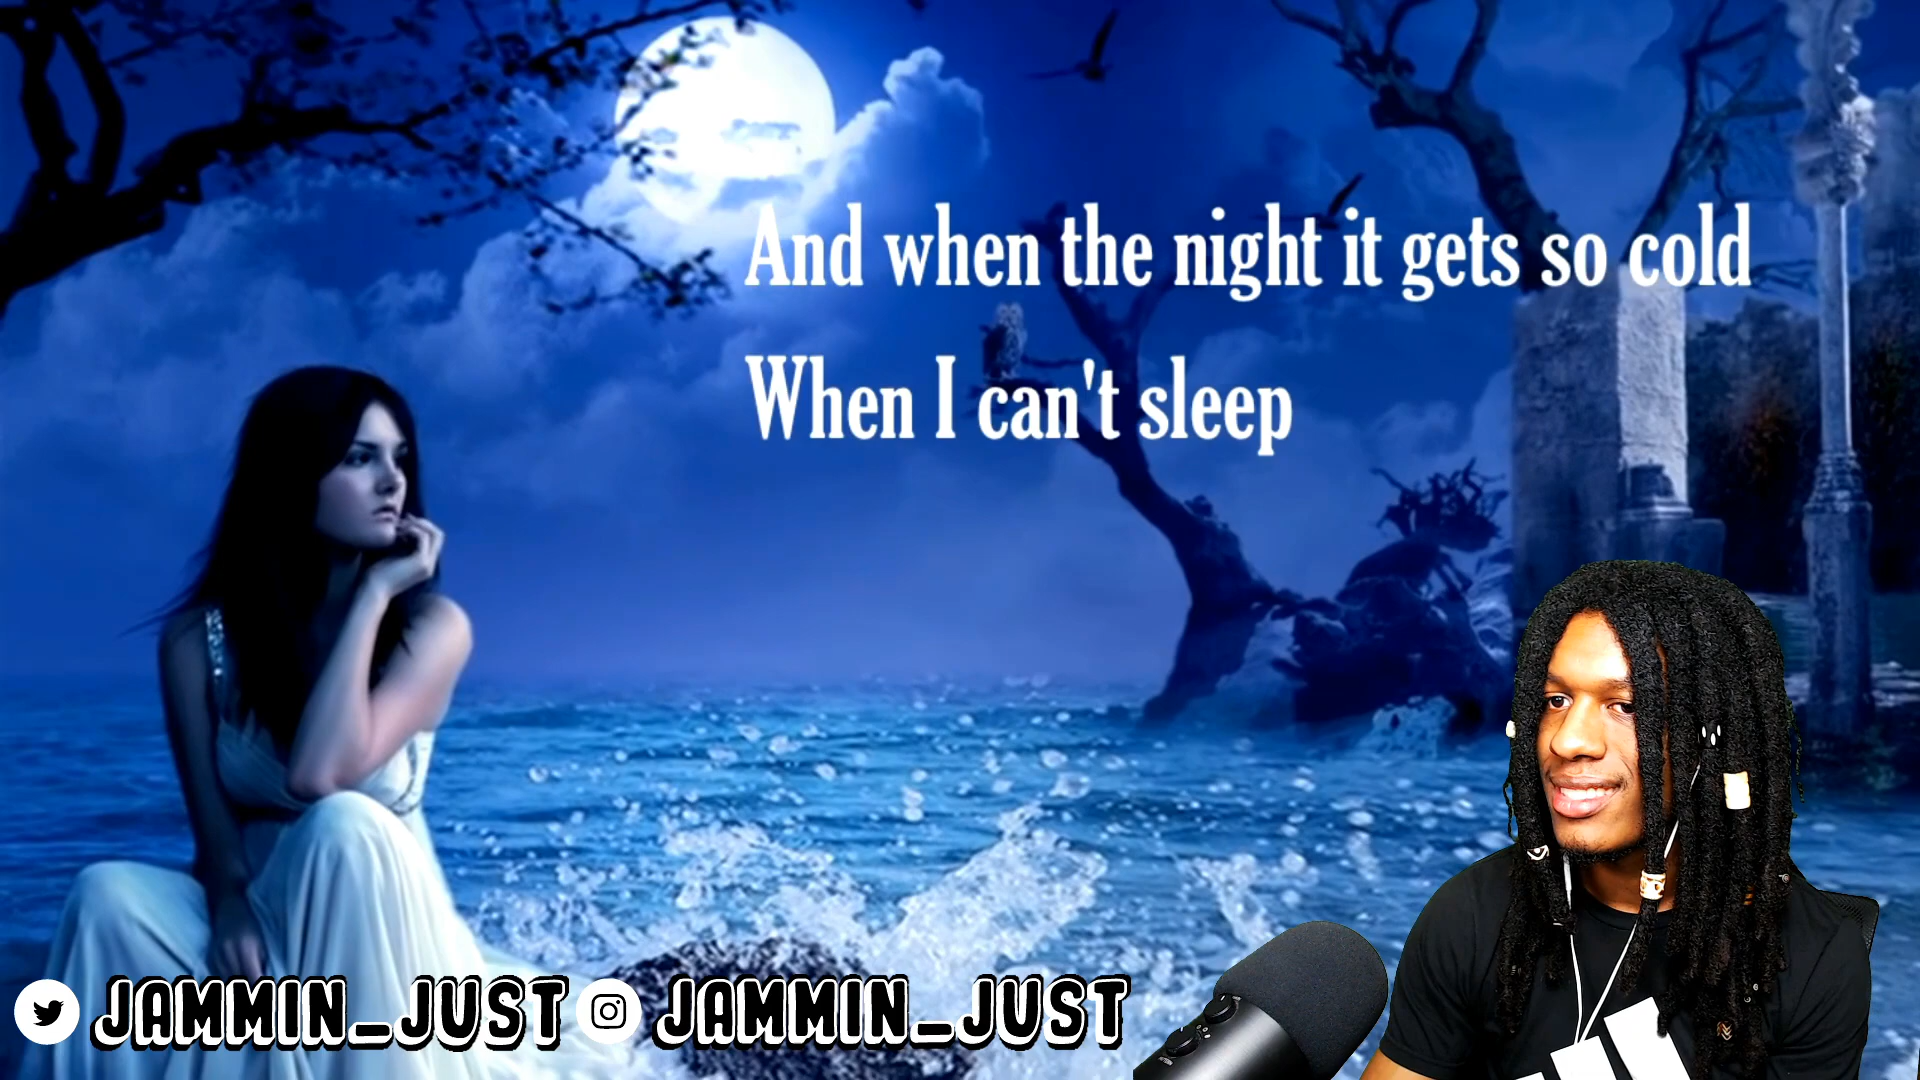 And when the night it gets so cold
When I can't sleep
JAMMIN_JUST JAMMIN_JUST